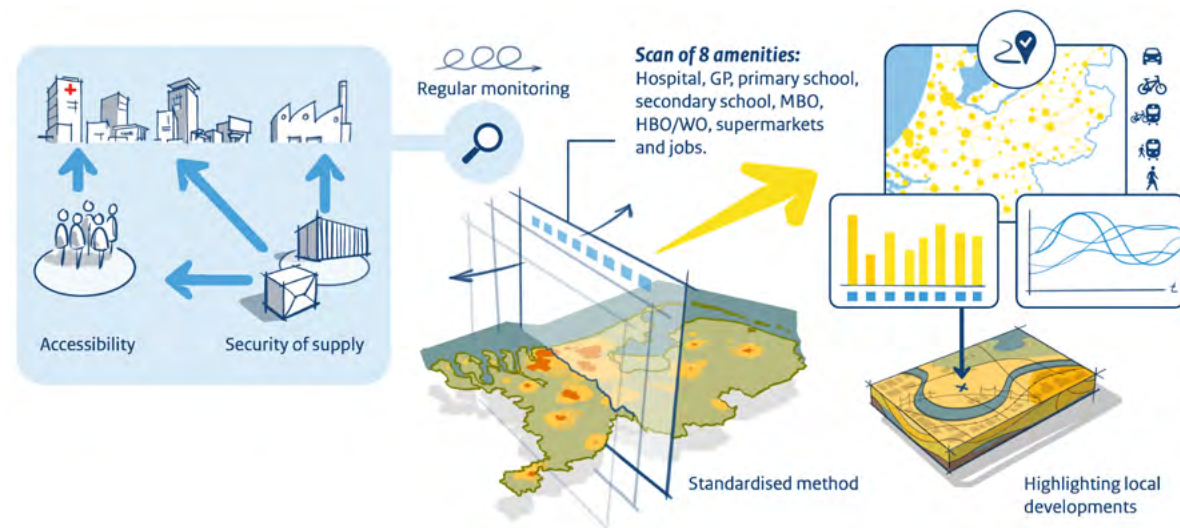 Accessibility
Security of supply
Regular monitoring
Scan of 8 amenities:
Hospital, GP, primary school,
secondary school, MBO,
HBO/WO, supermarkets
and jobs.
Standardised method
t
Highlighting local
developments